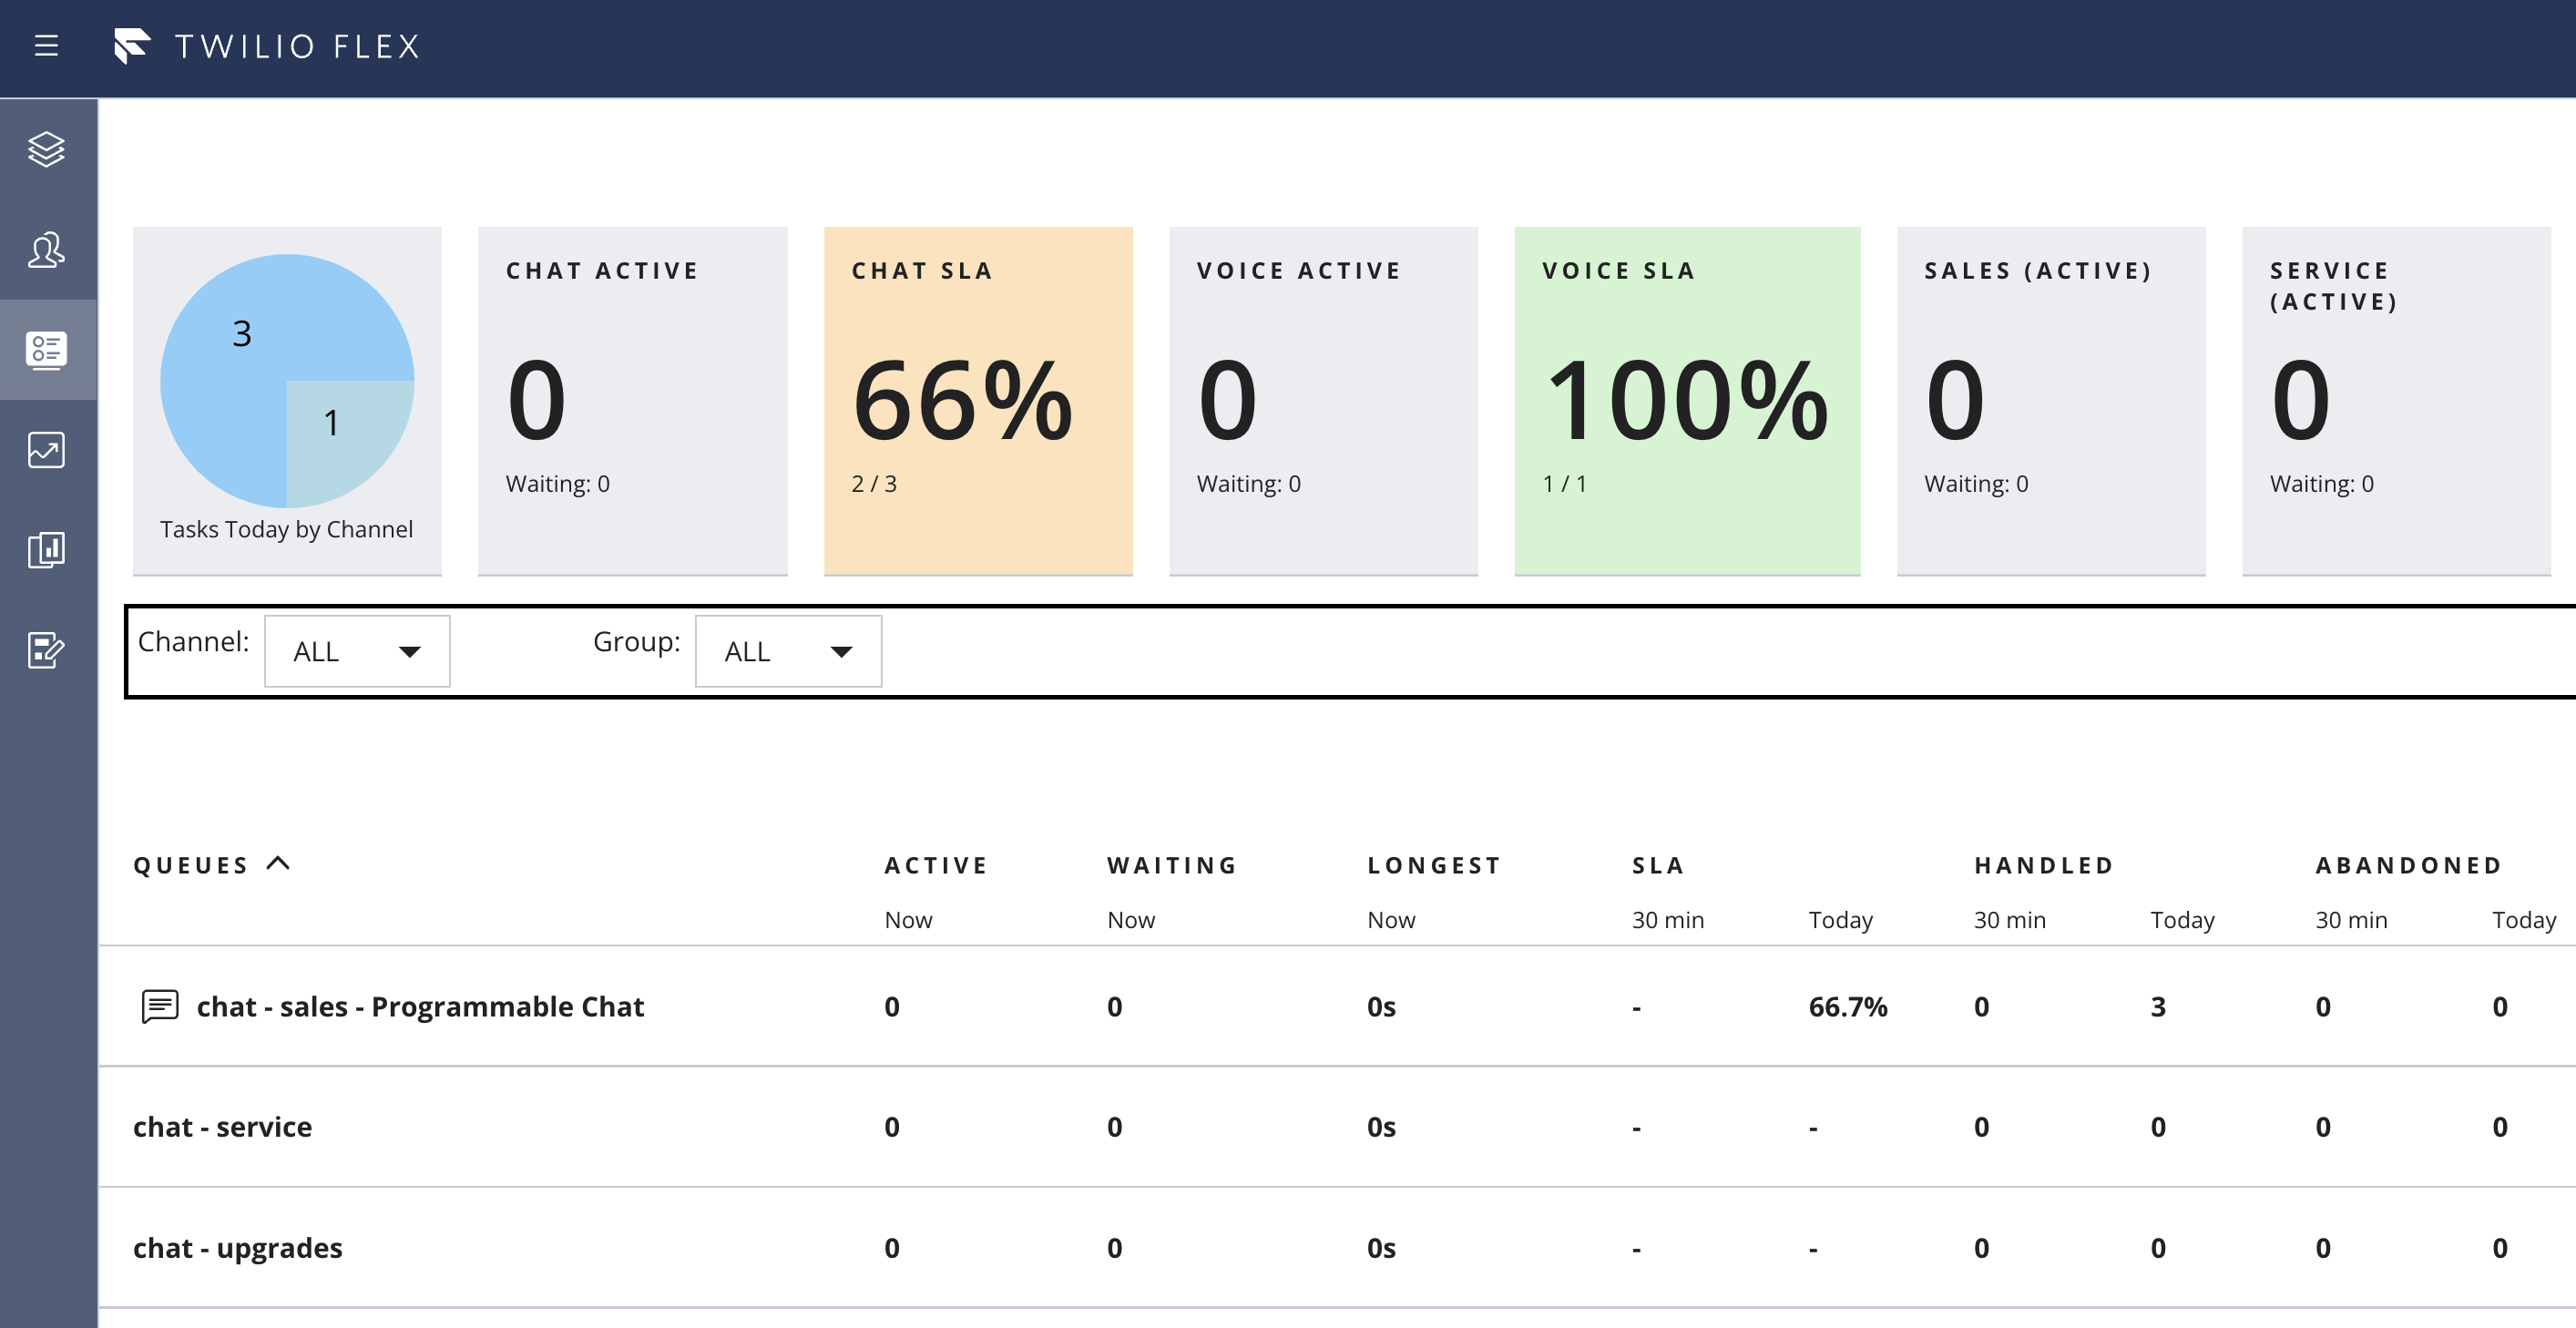 TWILIO FLEX
3
1
Tasks Today by Channel
CHAT ACTIVE
0
Waiting: 0
CHAT SLA
66%
2 / 3
VOICE ACTIVE
0
Waiting: 0
VOICE SLA
100%
1 / 1
SALES (ACTIVE)
0
Waiting: 0
SERVICE
(ACTIVE)
0
Waiting: 0
Channel: ALL Group: ALL
QUEUES ACTIVE WAITING LONGEST SLA HANDLED ABANDONED
Now Now Now 30 min Today 30 min Today 30 min Today
chat - sales - Programmable Chat 0 0 0s - 66.7% 0 3 0 0
chat - service 0 0 0s - - 0 0 0 0
chat - upgrades 0 0 0s - - 0 0 0 0